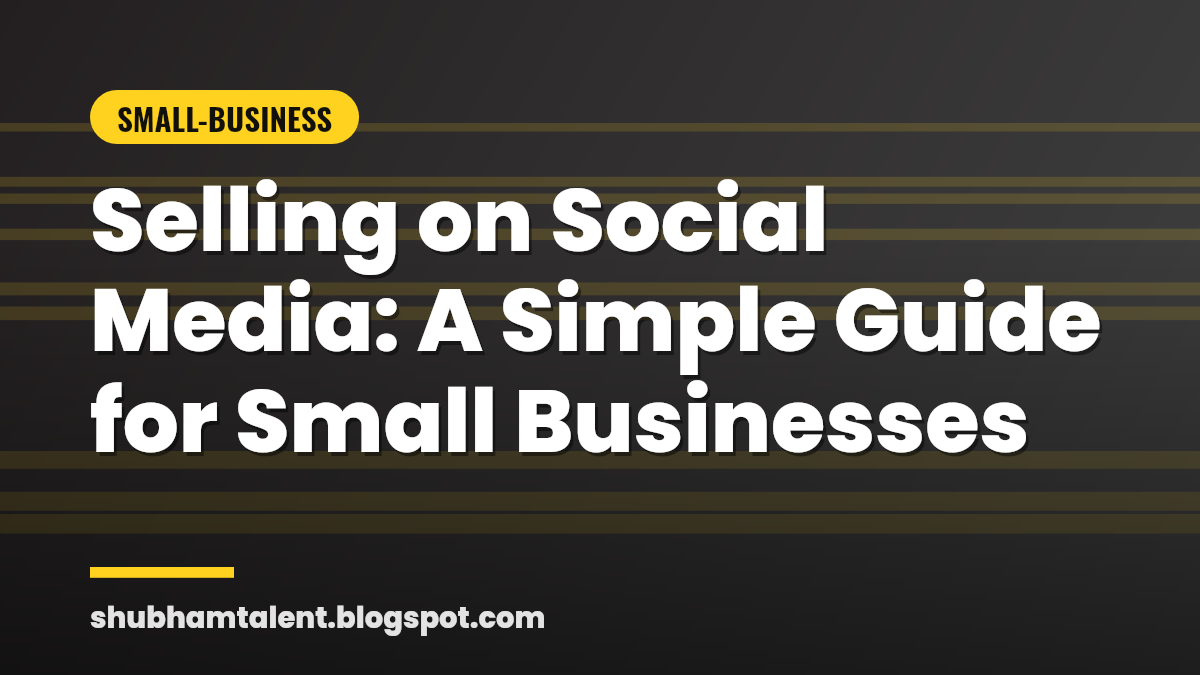 SMALL-BUSINESS
Selling on Social
Media: A Simple Guide
for Small Businesses
shubhamtalent.blogspot.com